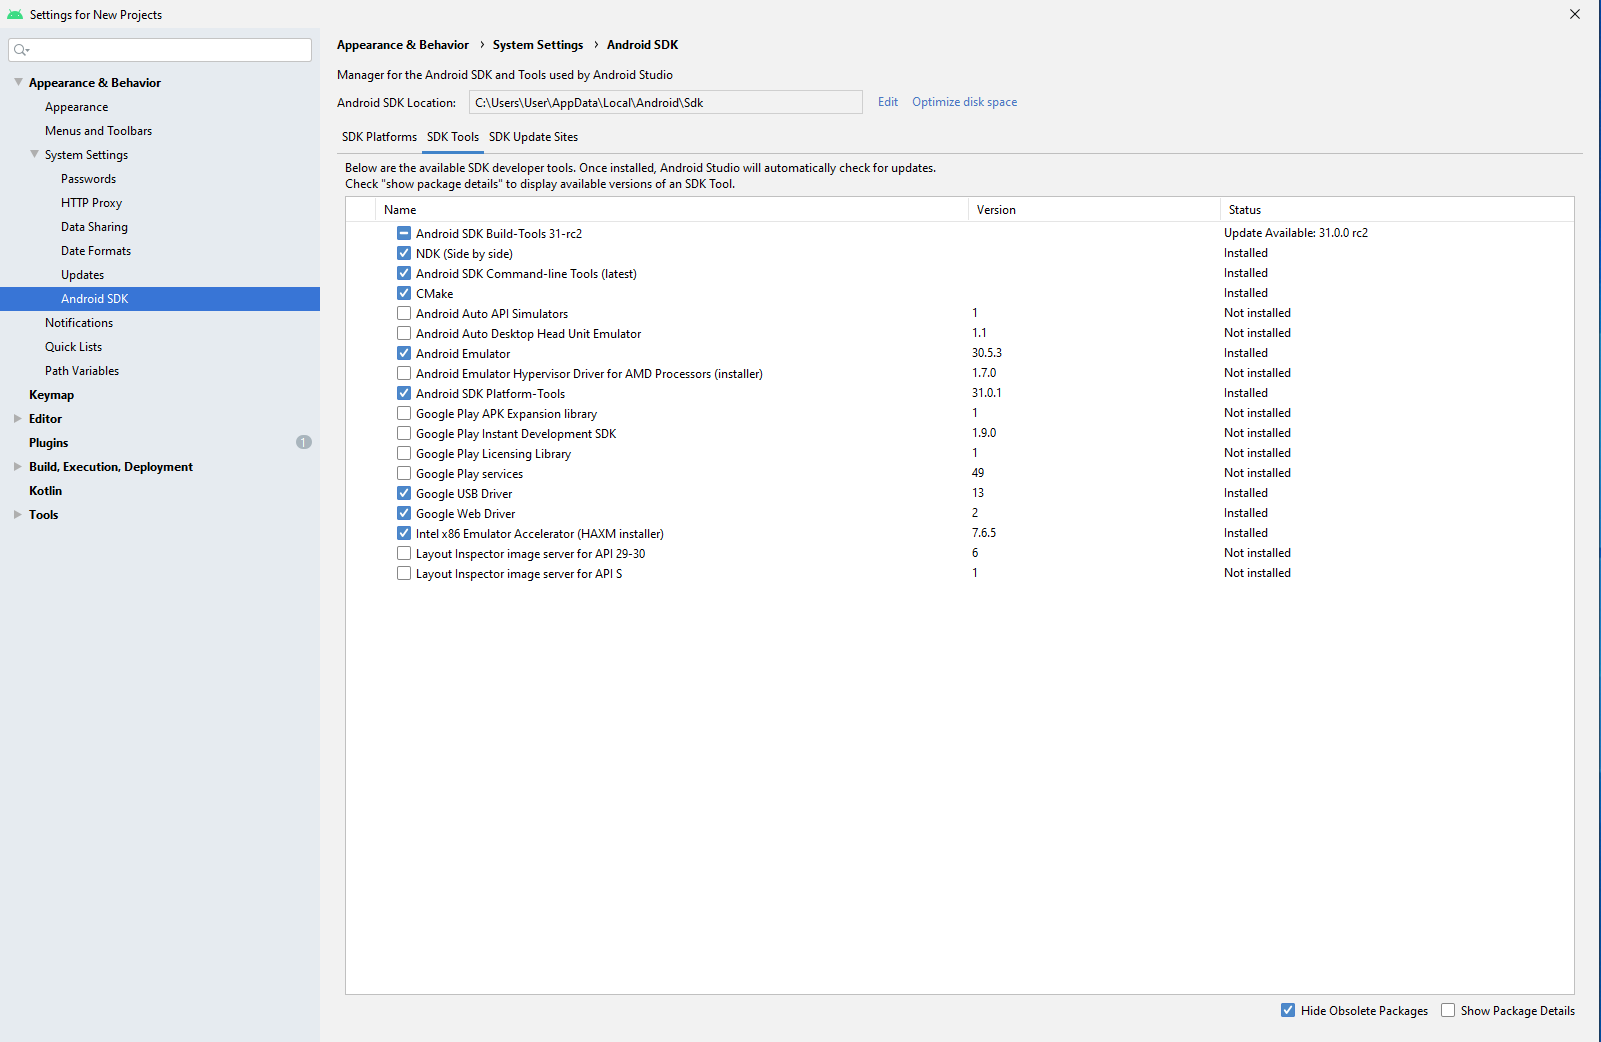 Settings for New Projects
Appearance & Behavior
Appearance
Menus and Toolbars
System Settings
Passwords
HTTP Proxy
Data Sharing
Date Formats
Updates
Android SDK
Notifications
Quick Lists
Path Variables
Keymap
Editor
Plugins 1
Build, Execution, Deployment
Kotlin
Tools
Appearance & Behavior › System Settings › Android SDK
Manager for the Android SDK and Tools used by Android Studio
Android SDK Location: C:\Users\User\AppData\Local\Android\Sdk Edit Optimize disk space
SDK Platforms SDK Tools SDK Update Sites
Below are the available SDK developer tools. Once installed, Android Studio will automatically check for updates.
Check "show package details" to display available versions of an SDK Tool.
Name Version Status
Android SDK Build-Tools 31-rc2 Update Available: 31.0.0 rc2
NDK (Side by side) Installed
Android SDK Command-line Tools (latest) Installed
CMake Installed
Android Auto API Simulators 1 Not installed
Android Auto Desktop Head Unit Emulator 1.1 Not installed
Android Emulator 30.5.3 Installed
Android Emulator Hypervisor Driver for AMD Processors (installer) 1.7.0 Not installed
Android SDK Platform-Tools 31.0.1 Installed
Google Play APK Expansion library 1 Not installed
Google Play Instant Development SDK 1.9.0 Not installed
Google Play Licensing Library 1 Not installed
Google Play services 49 Not installed
Google USB Driver 13 Installed
Google Web Driver 2 Installed
Intel x86 Emulator Accelerator (HAXM installer) 7.6.5 Installed
Layout Inspector image server for API 29-30 6 Not installed
Layout Inspector image server for API S 1 Not installed
Hide Obsolete Packages Show Package Details